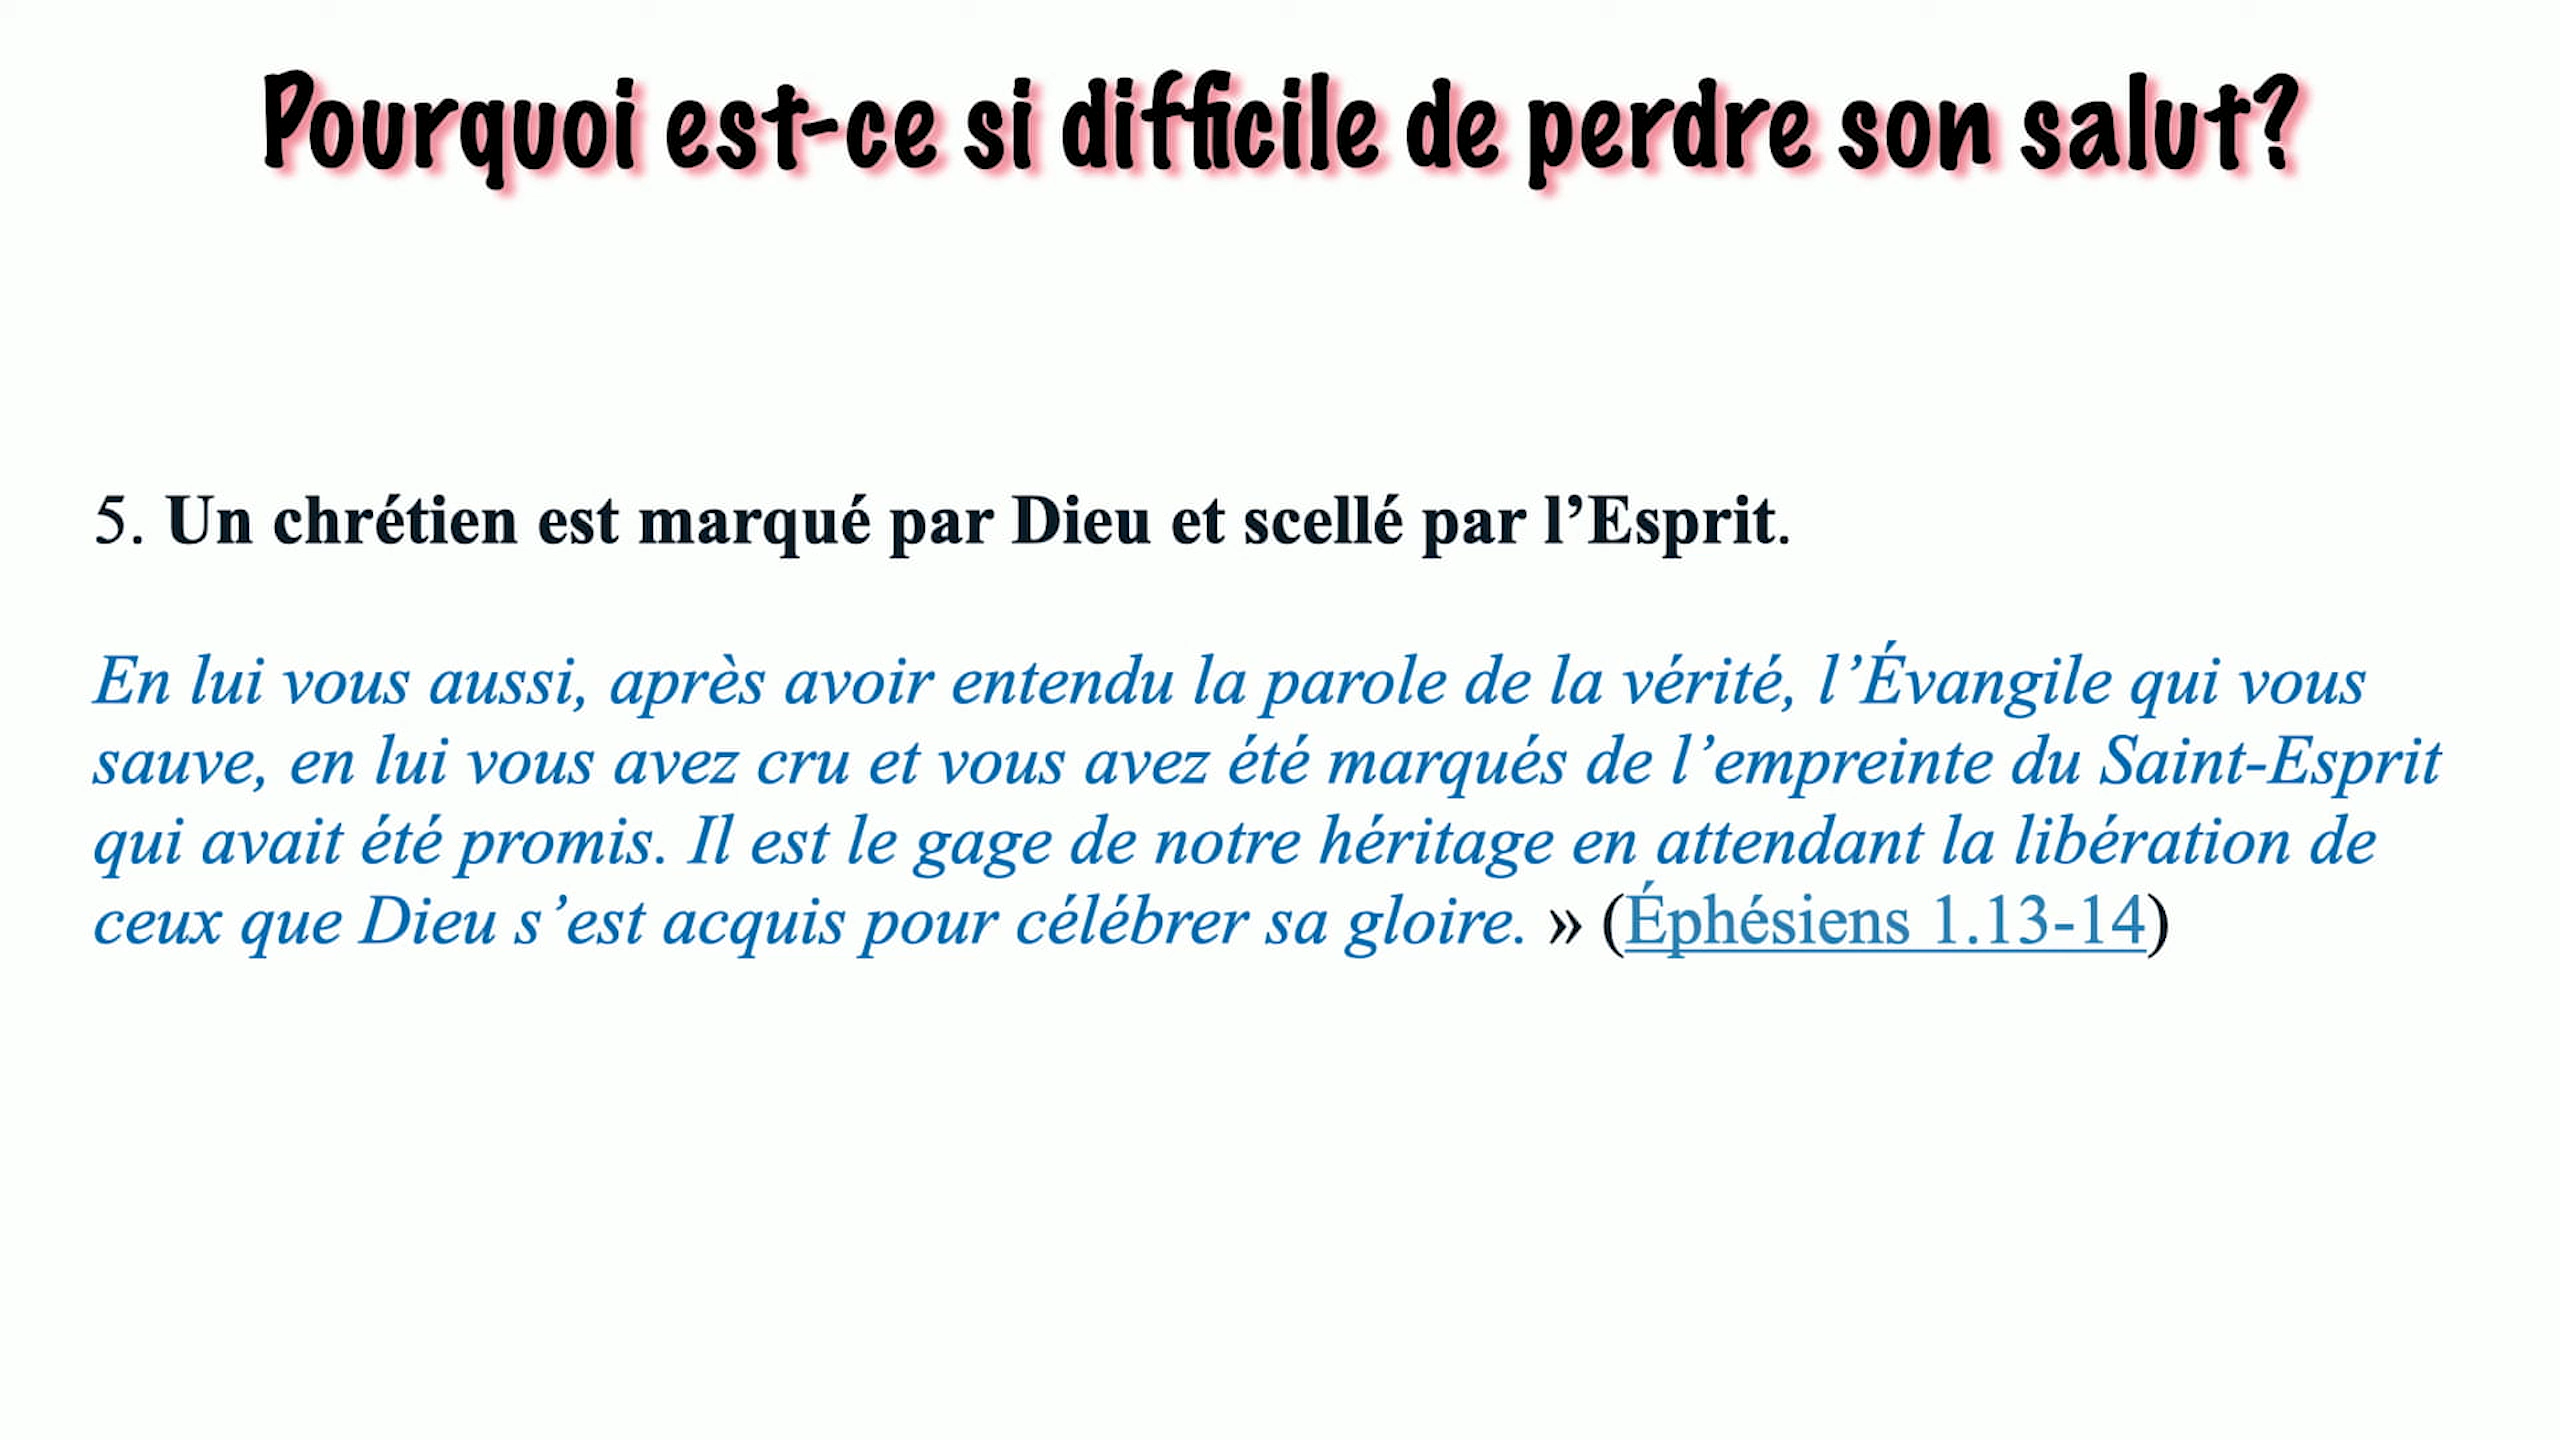 Pourquoi est-ce si difficile de perdre son salut?
5. Un chrétien est marqué par Dieu et scellé par l’Esprit.
En lui vous aussi, après avoir entendu la parole de la vérité, l’Évangile qui vous
sauve, en lui vous avez cru et vous avez été marqués de l’empreinte du Saint-Esprit
qui avait été promis. Il est le gage de notre héritage en attendant la libération de
ceux que Dieu s’est acquis pour célébrer sa gloire. » (Éphésiens 1.13-14)